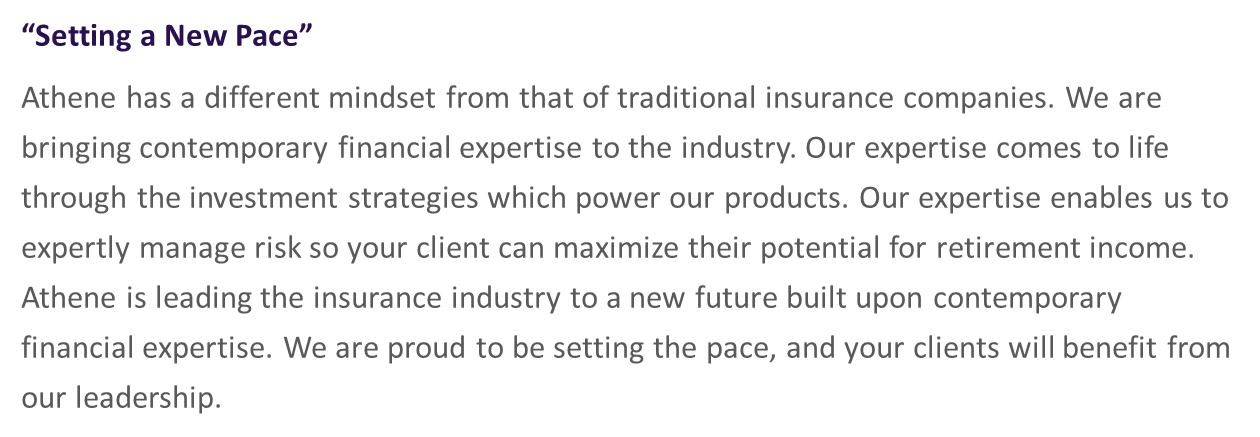 “Setting a New Pace”
Athene has a different mindset from that of traditional insurance companies. We are
bringing contemporary financial expertise to the industry. Our expertise comes to life
through the investment strategies which power our products. Our expertise enables us to
expertly manage risk so your client can maximize their potential for retirement income.
Athene is leading the insurance industry to a new future built upon contemporary
financial expertise. We are proud to be setting the pace, and your clients will benefit from
our leadership.